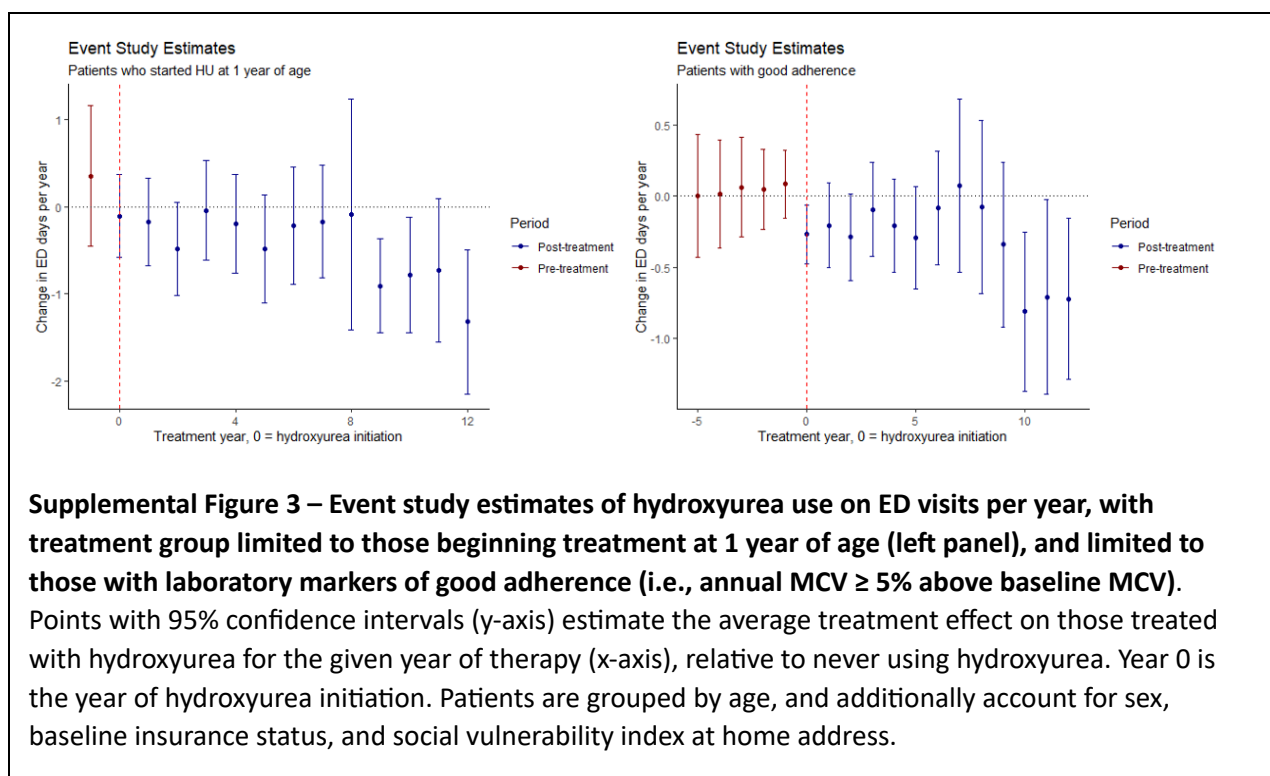 Event Study Estimates
Patients who started HU at 1 year of age
Change in ED days per year
1
0
-1
-2
0
4
8
12
Treatment year, 0 = hydroxyurea initiation
Period
Post-treatment
Pre-treatment
Event Study Estimates
Patients with good adherence
Change in ED days per year
0.5
0.0
-0.5
-1.0
-5
0
5
10
Treatment year, 0 = hydroxyurea initiation
Period
Post-treatment
Pre-treatment
Supplemental Figure 3 – Event study estimates of hydroxyurea use on ED visits per year, with
treatment group limited to those beginning treatment at 1 year of age (left panel), and limited to
those with laboratory markers of good adherence (i.e., annual MCV ≥ 5% above baseline MCV).
Points with 95% confidence intervals (y-axis) estimate the average treatment effect on those treated
with hydroxyurea for the given year of therapy (x-axis), relative to never using hydroxyurea. Year 0 is
the year of hydroxyurea initiation. Patients are grouped by age, and additionally account for sex,
baseline insurance status, and social vulnerability index at home address.